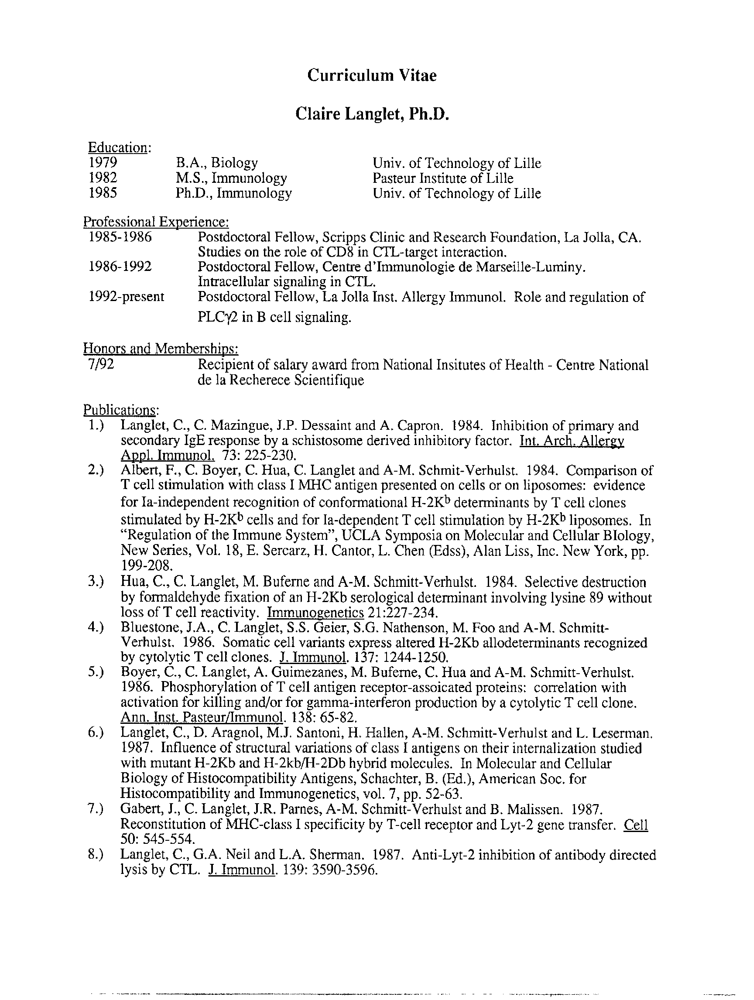 Curriculum Vitae
Claire Langlet, Ph.D.
Education:
1979 B.A., Biology Univ. of Technology of Lille
1982 M.S., Immunology Pasteur Institute of Lille
1985 Ph.D., Immunology Univ. of Technology of Lille
Professional Experience:
1985-1986 Postdoctoral Fellow, Scripps Clinic and Research Foundation, La Jolla, CA.
Studies on the role of CD8 in CTL-target interaction.
1986-1992 Postdoctoral Fellow, Centre d'Immunologie de Marseille-Luminy.
Intracellular signaling in CTL.
1992-present Postdoctoral Fellow, La Jolla Inst. Allergy Immunol. Role and regulation of
PLCγ2 in B cell signaling.
Honors and Memberships:
7/92 Recipient of salary award from National Insitutes of Health - Centre National
de la Recherece Scientifique
Publications:
1.) Langlet, C., C. Mazingue, J.P. Dessaint and A. Capron. 1984. Inhibition of primary and
secondary IgE response by a schistosome derived inhibitory factor. Int. Arch. Allergy
Appl. Immunol. 73: 225-230.
2.) Albert, F., C. Boyer, C. Hua, C. Langlet and A-M. Schmit-Verhulst. 1984. Comparison of
T cell stimulation with class I MHC antigen presented on cells or on liposomes: evidence
for Ia-independent recognition of conformational H-2Kb determinants by T cell clones
stimulated by H-2Kb cells and for Ia-dependent T cell stimulation by H-2Kb liposomes. In
"Regulation of the Immune System", UCLA Symposia on Molecular and Cellular BIology,
New Series, Vol. 18, E. Sercarz, H. Cantor, L. Chen (Edss), Alan Liss, Inc. New York, pp.
199-208.
3.) Hua, C., C. Langlet, M. Buferne and A-M. Schmitt-Verhulst. 1984. Selective destruction
by formaldehyde fixation of an H-2Kb serological determinant involving lysine 89 without
loss of T cell reactivity. Immunogenetics 21:227-234.
4.) Bluestone, J.A., C. Langlet, S.S. Geier, S.G. Nathenson, M. Foo and A-M. Schmitt-
Verhulst. 1986. Somatic cell variants express altered H-2Kb allodeterminants recognized
by cytolytic T cell clones. J. Immunol. 137: 1244-1250.
5.) Boyer, C., C. Langlet, A. Guimezanes, M. Buferne, C. Hua and A-M. Schmitt-Verhulst.
1986. Phosphorylation of T cell antigen receptor-assoicated proteins: correlation with
activation for killing and/or for gamma-interferon production by a cytolytic T cell clone.
Ann. Inst. Pasteur/Immunol. 138: 65-82.
6.) Langlet, C., D. Aragnol, M.J. Santoni, H. Hallen, A-M. Schmitt-Verhulst and L. Leserman.
1987. Influence of structural variations of class I antigens on their internalization studied
with mutant H-2Kb and H-2kb/H-2Db hybrid molecules. In Molecular and Cellular
Biology of Histocompatibility Antigens, Schachter, B. (Ed.), American Soc. for
Histocompatibility and Immunogenetics, vol. 7, pp. 52-63.
7.) Gabert, J., C. Langlet, J.R. Parnes, A-M. Schmitt-Verhulst and B. Malissen. 1987.
Reconstitution of MHC-class I specificity by T-cell receptor and Lyt-2 gene transfer. Cell
50: 545-554.
8.) Langlet, C., G.A. Neil and L.A. Sherman. 1987. Anti-Lyt-2 inhibition of antibody directed
lysis by CTL. J. Immunol. 139: 3590-3596.